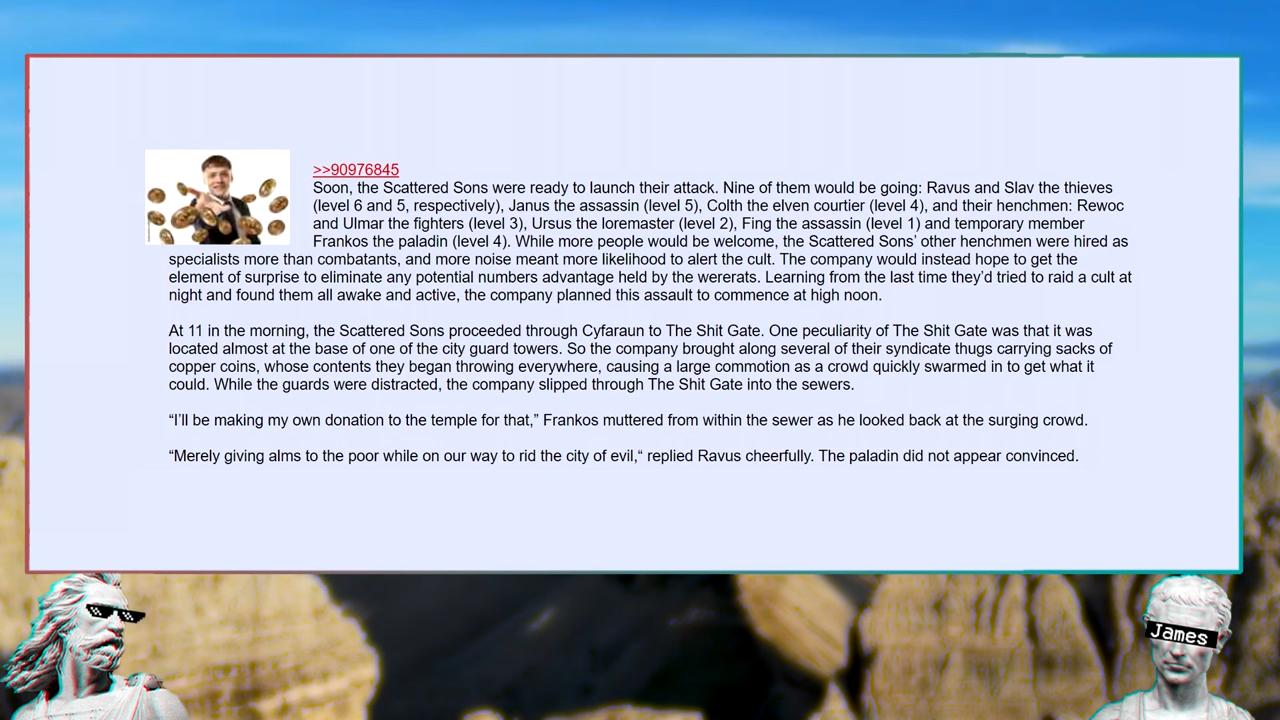 >>90976845
Soon, the Scattered Sons were ready to launch their attack. Nine of them would be going: Ravus and Slav the thieves
(level 6 and 5, respectively), Janus the assassin (level 5), Colth the elven courtier (level 4), and their henchmen: Rewoc
and Ulmar the fighters (level 3), Ursus the loremaster (level 2), Fing the assassin (level 1) and temporary member
Frankos the paladin (level 4). While more people would be welcome, the Scattered Sons’ other henchmen were hired as
specialists more than combatants, and more noise meant more likelihood to alert the cult. The company would instead hope to get the
element of surprise to eliminate any potential numbers advantage held by the wererats. Learning from the last time they’d tried to raid a cult at
night and found them all awake and active, the company planned this assault to commence at high noon.
At 11 in the morning, the Scattered Sons proceeded through Cyfaraun to The Shit Gate. One peculiarity of The Shit Gate was that it was
located almost at the base of one of the city guard towers. So the company brought along several of their syndicate thugs carrying sacks of
copper coins, whose contents they began throwing everywhere, causing a large commotion as a crowd quickly swarmed in to get what it
could. While the guards were distracted, the company slipped through The Shit Gate into the sewers.
“I’ll be making my own donation to the temple for that,” Frankos muttered from within the sewer as he looked back at the surging crowd.
“Merely giving alms to the poor while on our way to rid the city of evil,“ replied Ravus cheerfully. The paladin did not appear convinced.
James